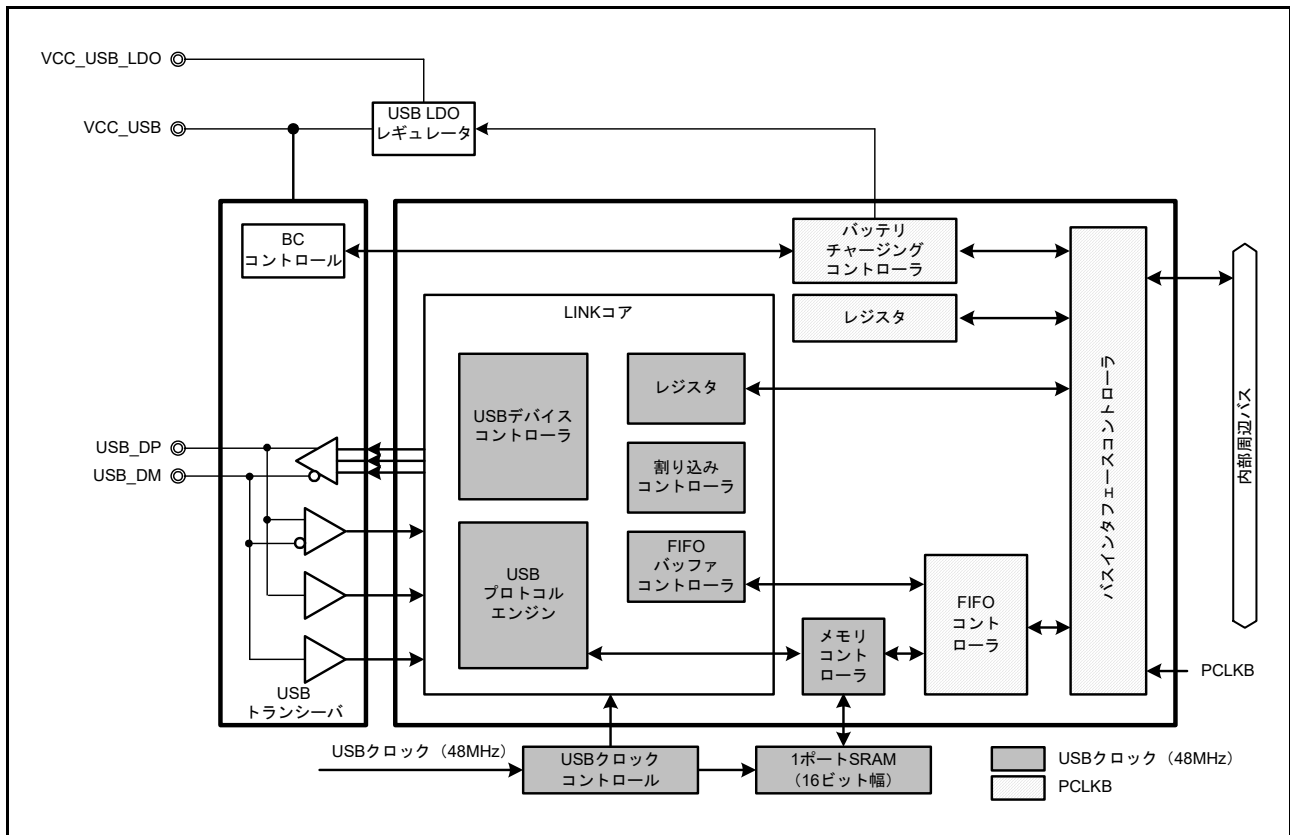 VCC_USB_LDO
VCC_USB
USB LDO
レギュレータ
BC
コントロール
バッテリ
チャージング
コントローラ
レジスタ
LINKコア
USBデバイス
コントローラ
レジスタ
割り込み
コントローラ
FIFO
バッファ
コントローラ
USB
プロトコル
エンジン
メモリ
コント
ローラ
FIFO
コント
ローラ
バスインタフェースコントローラ
内部周辺バス
USB_DP
USB_DM
USB
トランシーバ
PCLKB
USBクロック（48MHz）
USBクロック
コントロール
1ポートSRAM
（16ビット幅）
USBクロック（48MHz）
PCLKB